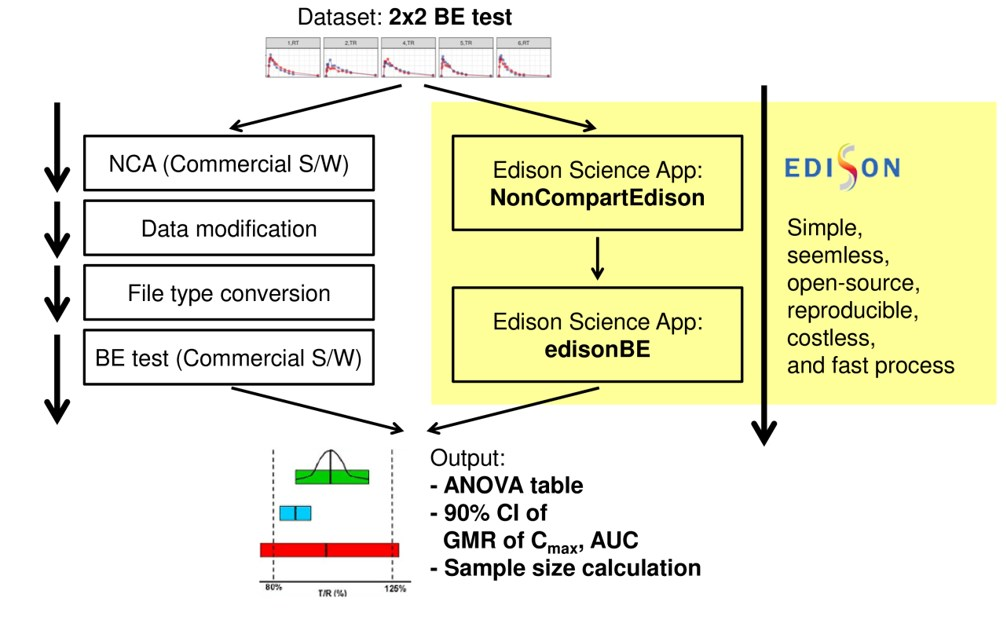 Dataset: 2x2 BE test
1,RT
2,TR
4,TR
5,TR
6,RT
NCA (Commercial S/W)
Data modification
File type conversion
BE test (Commercial S/W)
Edison Science App:
NonCompartEdison
Edison Science App:
edisonBE
EDISON
Simple,
seemless,
open-source,
reproducible,
costless,
and fast process
Output:
- ANOVA table
- 90% CI of
GMR of Cmax, AUC
- Sample size calculation
80%
125%
T/R (%)